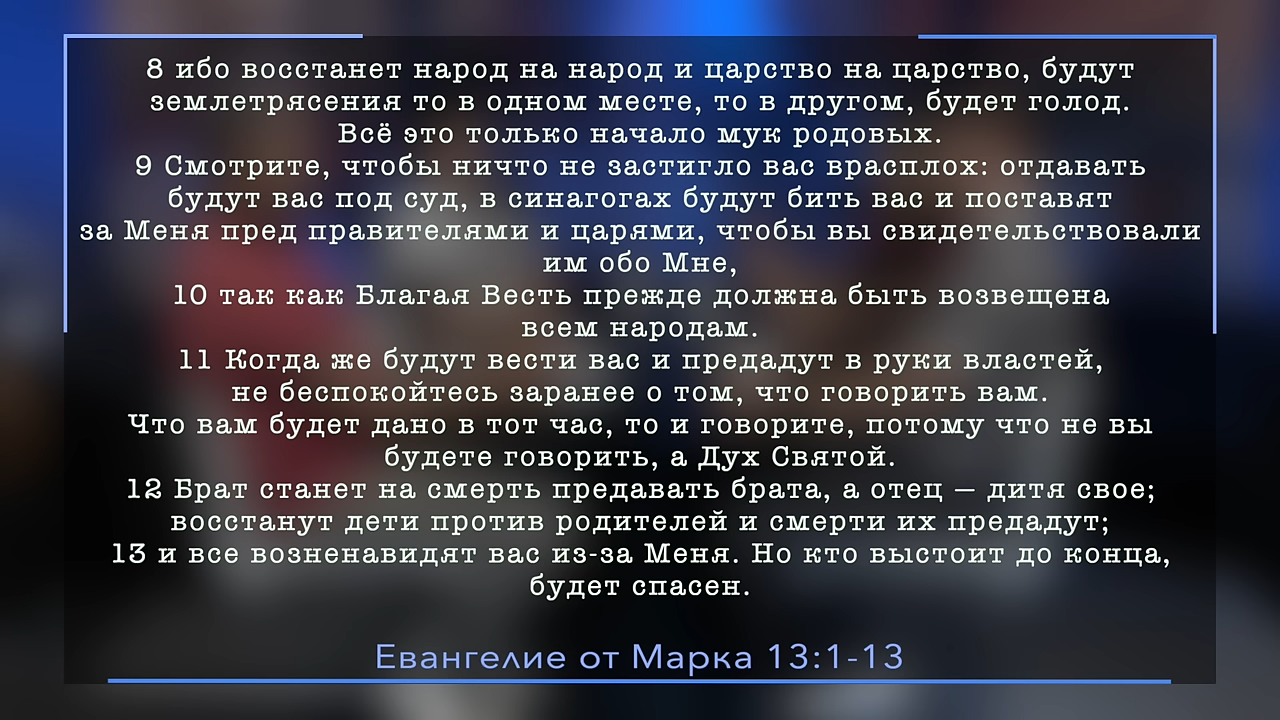 8 ибо восстанет народ на народ и царство на царство, будут
землетрясения то в одном месте, то в другом, будет голод.
Всё это только начало мук родовых.
9 Смотрите, чтобы ничто не застигло вас врасплох: отдавать
будут вас под суд, в синагогах будут бить вас и поставят
за Меня пред правителями и царями, чтобы вы свидетельствовали
им обо Мне,
10 так как Благая Весть прежде должна быть возвещена
всем народам.
11 Когда же будут вести вас и предадут в руки властей,
не беспокойтесь заранее о том, что говорить вам.
Что вам будет дано в тот час, то и говорите, потому что не вы
будете говорить, а Дух Святой.
12 Брат станет на смерть предавать брата, а отец – дитя свое;
восстанут дети против родителей и смерти их предадут;
13 и все возненавидят вас из-за Меня. Но кто выстоит до конца,
будет спасен.
Евангелие от Марка 13:1-13